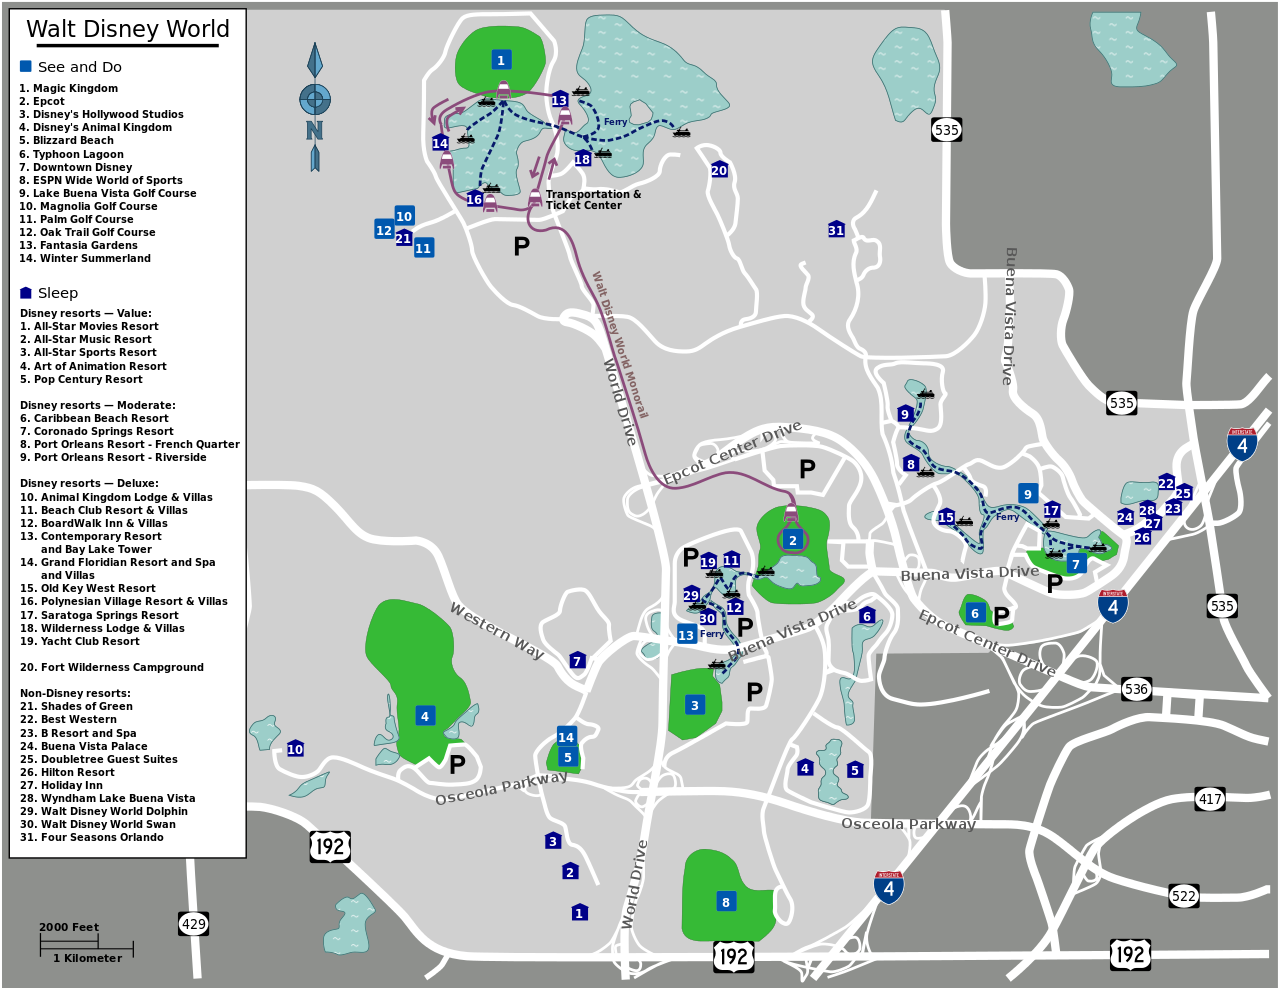 Walt Disney World
See and Do
1. Magic Kingdom
2. Epcot
3. Disney's Hollywood Studios
4. Disney's Animal Kingdom
5. Blizzard Beach
6. Typhoon Lagoon
7. Downtown Disney
8. ESPN Wide World of Sports
9. Lake Buena Vista Golf Course
10. Magnolia Golf Course
11. Palm Golf Course
12. Oak Trail Golf Course
13. Fantasia Gardens
14. Winter Summerland
Sleep
Disney resorts — Value:
1. All-Star Movies Resort
2. All-Star Music Resort
3. All-Star Sports Resort
4. Art of Animation Resort
5. Pop Century Resort
Disney resorts — Moderate:
6. Caribbean Beach Resort
7. Coronado Springs Resort
8. Port Orleans Resort - French Quarter
9. Port Orleans Resort - Riverside
Disney resorts — Deluxe:
10. Animal Kingdom Lodge & Villas
11. Beach Club Resort & Villas
12. BoardWalk Inn & Villas
13. Contemporary Resort
and Bay Lake Tower
14. Grand Floridian Resort and Spa
and Villas
15. Old Key West Resort
16. Polynesian Village Resort & Villas
17. Saratoga Springs Resort
18. Wilderness Lodge & Villas
19. Yacht Club Resort
20. Fort Wilderness Campground
Non-Disney resorts:
21. Shades of Green
22. Best Western
23. B Resort and Spa
24. Buena Vista Palace
25. Doubletree Guest Suites
26. Hilton Resort
27. Holiday Inn
28. Wyndham Lake Buena Vista
29. Walt Disney World Dolphin
30. Walt Disney World Swan
31. Four Seasons Orlando
2000 Feet
1 Kilometer
N
1
13
Ferry
14
18
20
16
Transportation &
Ticket Center
10
12
21
11
P
31
535
Walt Disney World Monorail
World Drive
Buena Vista Drive
535
4
9
8
Epcot Center Drive
P
9
17
15
Ferry
22
25
28
23
24
27
26
2
7
P
Buena Vista Drive
P
19
11
29
12
30
13
Ferry
P
Buena Vista Drive
6
6
P
4
535
Epcot Center Drive
536
Western Way
7
3
P
4
14
5
P
10
Osceola Parkway
4
5
417
Osceola Parkway
192
3
2
1
World Drive
8
4
522
429
192
192